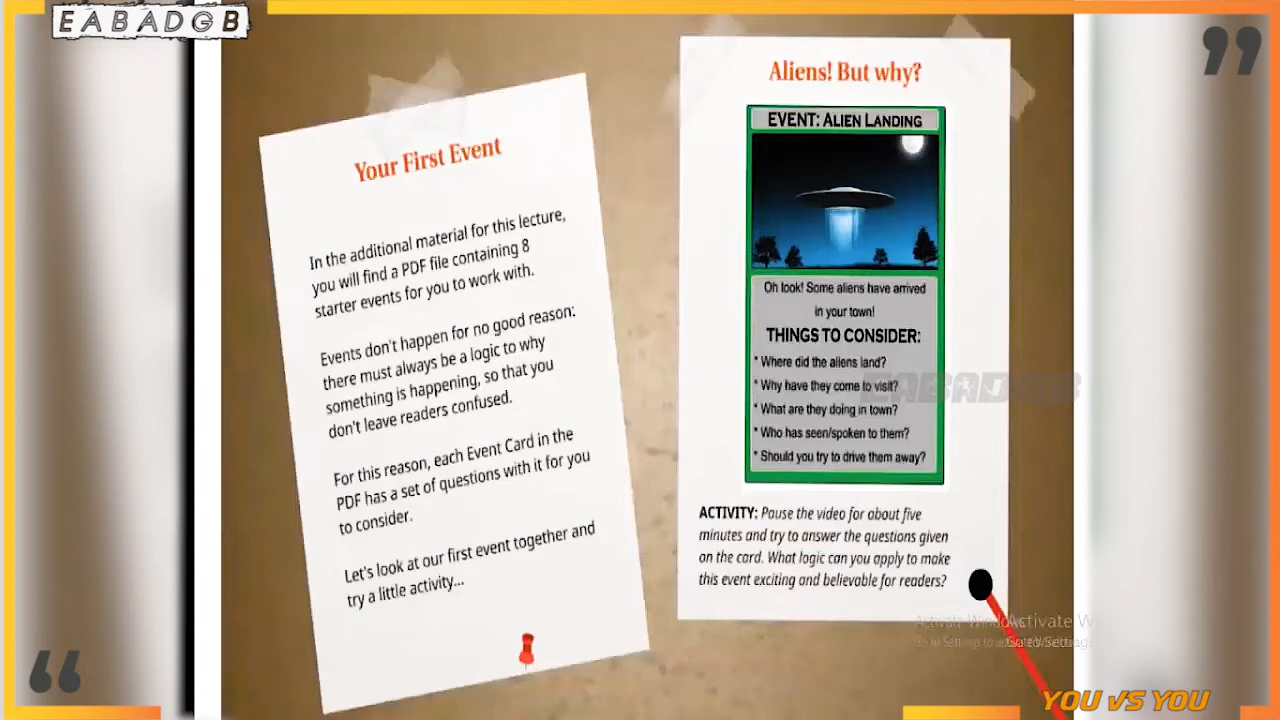 EABADGB
Your First Event
In the additional material for this lecture,
you will find a PDF file containing 8
starter events for you to work with.
Events don't happen for no good reason:
there must always be a logic to why
something is happening, so that you
don't leave readers confused.
For this reason, each Event Card in the
PDF has a set of questions with it for you
to consider.
Let's look at our first event together and
try a little activity...
Aliens! But why?
EVENT: ALIEN LANDING
Oh look! Some aliens have arrived
in your town!
THINGS TO CONSIDER:
* Where did the aliens land?
* Why have they come to visit?
* What are they doing in town?
* Who has seen/spoken to them?
* Should you try to drive them away?
EABADGB
ACTIVITY: Pause the video for about five
minutes and try to answer the questions given
on the card. What logic can you apply to make
this event exciting and believable for readers?
Activate W
YOU vS YOU